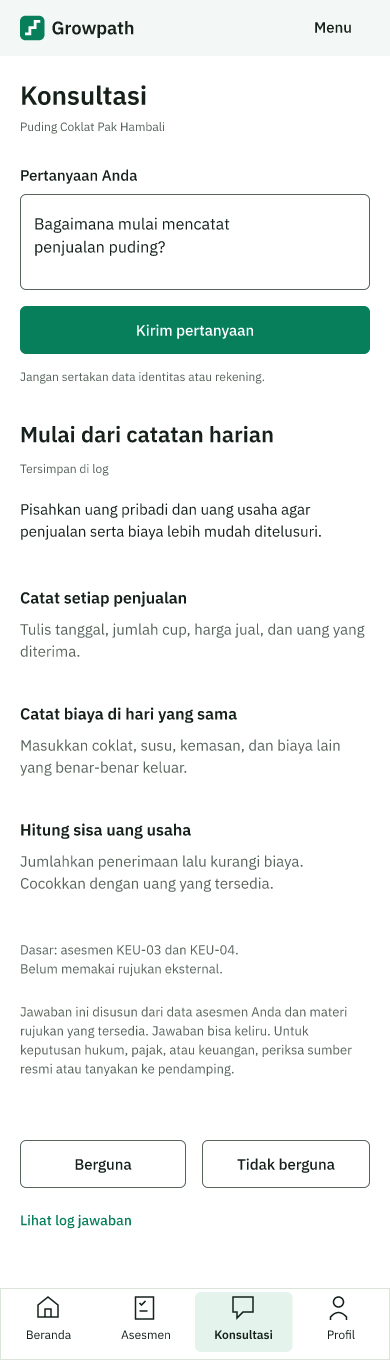 Growpath
Menu
Konsultasi
Puding Coklat Pak Hambali
Pertanyaan Anda
Bagaimana mulai mencatat
penjualan puding?
Kirim pertanyaan
Jangan sertakan data identitas atau rekening.
Mulai dari catatan harian
Tersimpan di log
Pisahkan uang pribadi dan uang usaha agar
penjualan serta biaya lebih mudah ditelusuri.
Catat setiap penjualan
Tulis tanggal, jumlah cup, harga jual, dan uang yang
diterima.
Catat biaya di hari yang sama
Masukkan coklat, susu, kemasan, dan biaya lain
yang benar-benar keluar.
Hitung sisa uang usaha
Jumlahkan penerimaan lalu kurangi biaya.
Cocokkan dengan uang yang tersedia.
Dasar: asesmen KEU-03 dan KEU-04.
Belum memakai rujukan eksternal.
Jawaban ini disusun dari data asesmen Anda dan materi
rujukan yang tersedia. Jawaban bisa keliru. Untuk
keputusan hukum, pajak, atau keuangan, periksa sumber
resmi atau tanyakan ke pendamping.
Berguna
Tidak berguna
Lihat log jawaban
Beranda
Asesmen
Konsultasi
Profil